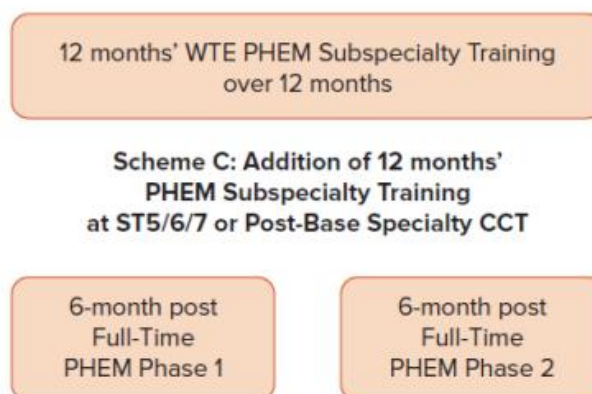 12 months’ WTE PHEM Subspecialty Training
over 12 months
Scheme C: Addition of 12 months’
PHEM Subspecialty Training
at ST5/6/7 or Post-Base Specialty CCT
6-month post
Full-Time
PHEM Phase 1
6-month post
Full-Time
PHEM Phase 2